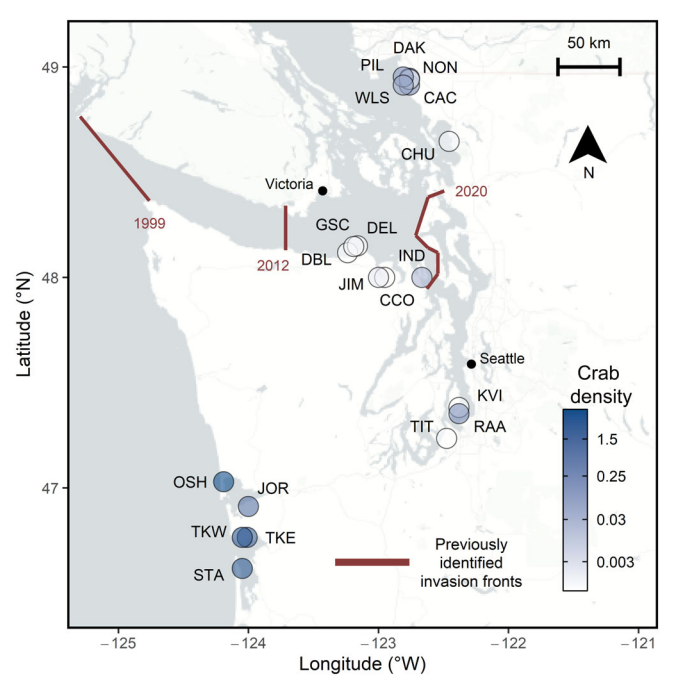 50 km
N
49
48
47
Latitude (°N)
DAK
PIL
NON
WLS
CAC
CHU
Victoria
1999
2012
2020
GSC
DEL
DBL
IND
JIM
CCO
Seattle
KVI
TIT
RAA
OSH
JOR
TKW
TKE
STA
Crab
density
1.5
0.25
0.03
0.003
Previously
identified
invasion fronts
−125
−124
−123
−122
−121
Longitude (°W)